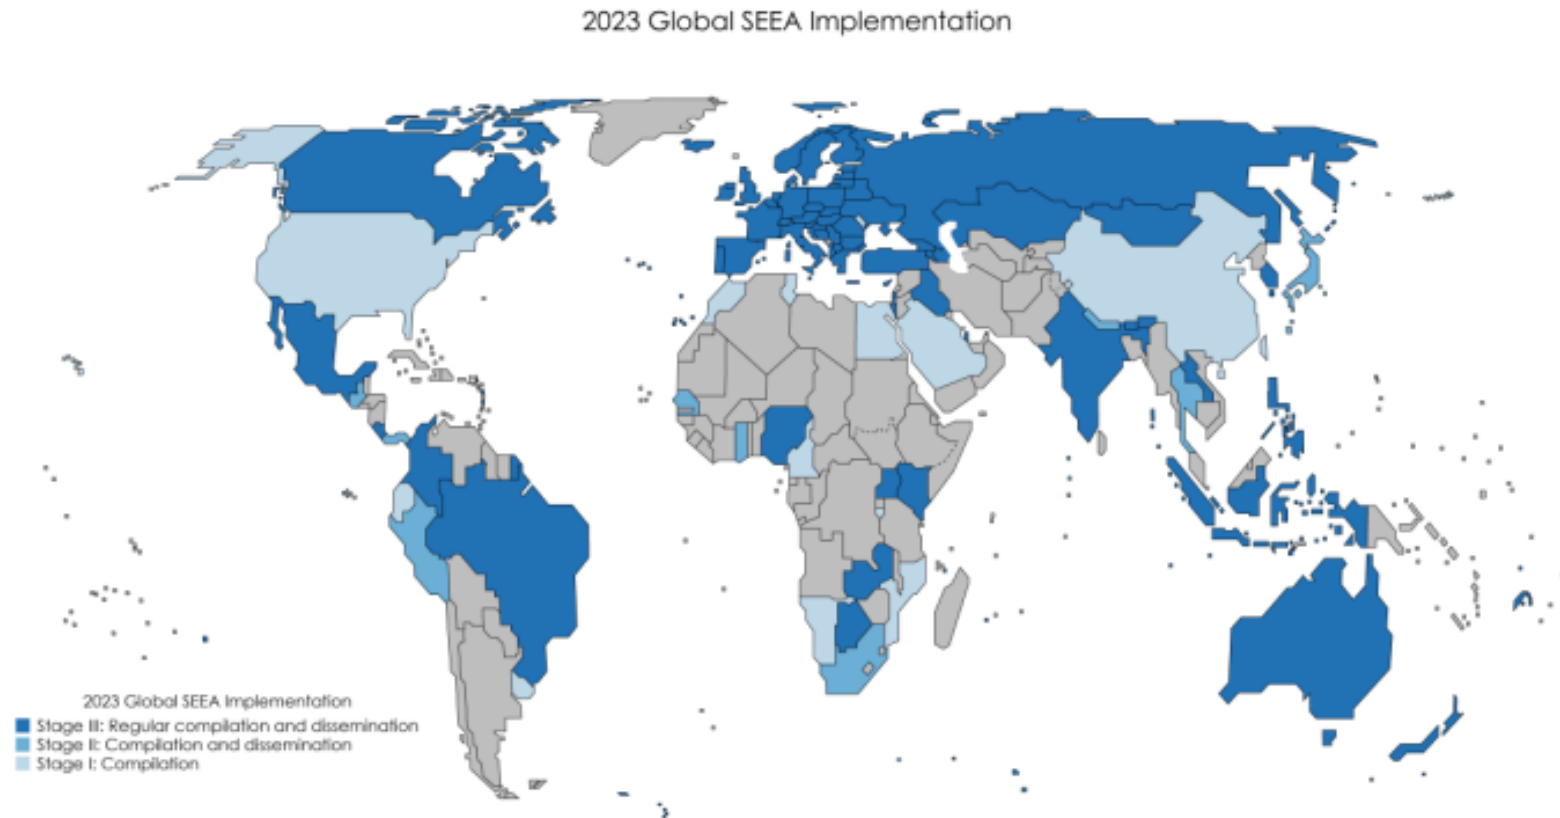 2023 Global SEEA Implementation
2023 Global SEEA Implementation
Stage III: Regular compilation and dissemination
Stage II: Compilation and dissemination
Stage I: Compilation